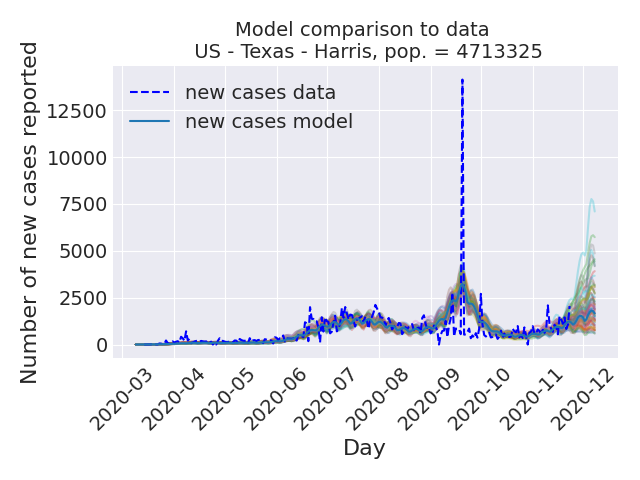 Model comparison to data
US - Texas - Harris, pop. = 4713325
Number of new cases reported
12500
10000
7500
5000
2500
0
new cases data
new cases model
2020-03
2020-04
2020-05
2020-06
2020-07
2020-08
2020-09
2020-10
2020-11
2020-12
Day